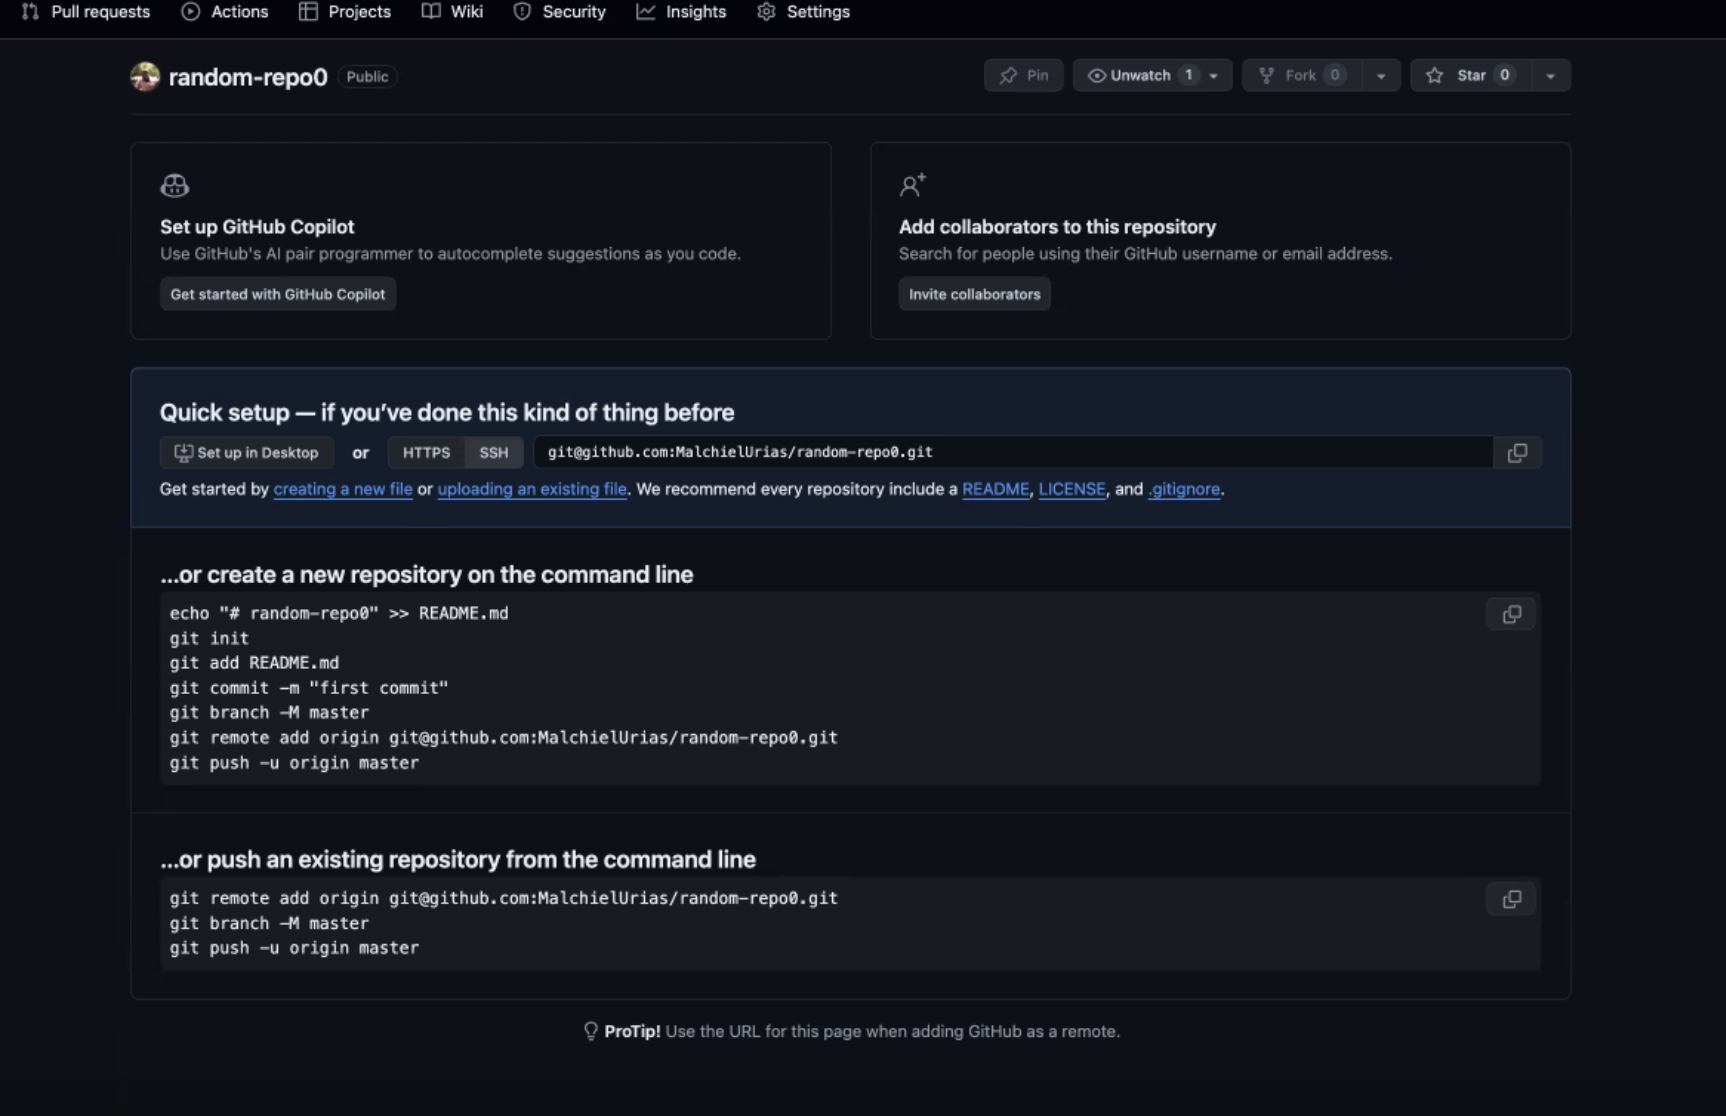 Pull requests Actions Projects Wiki Security Insights Settings
random-repo0 Public Pin Unwatch 1 Fork 0 Star 0
Set up GitHub Copilot
Use GitHub's AI pair programmer to autocomplete suggestions as you code.
Get started with GitHub Copilot
Add collaborators to this repository
Search for people using their GitHub username or email address.
Invite collaborators
Quick setup — if you’ve done this kind of thing before
Set up in Desktop or HTTPS SSH git@github.com:MalchielUrias/random-repo0.git
Get started by creating a new file or uploading an existing file. We recommend every repository include a README, LICENSE, and .gitignore.
...or create a new repository on the command line
echo "# random-repo0" >> README.md
git init
git add README.md
git commit -m "first commit"
git branch -M master
git remote add origin git@github.com:MalchielUrias/random-repo0.git
git push -u origin master
...or push an existing repository from the command line
git remote add origin git@github.com:MalchielUrias/random-repo0.git
git branch -M master
git push -u origin master
ProTip! Use the URL for this page when adding GitHub as a remote.